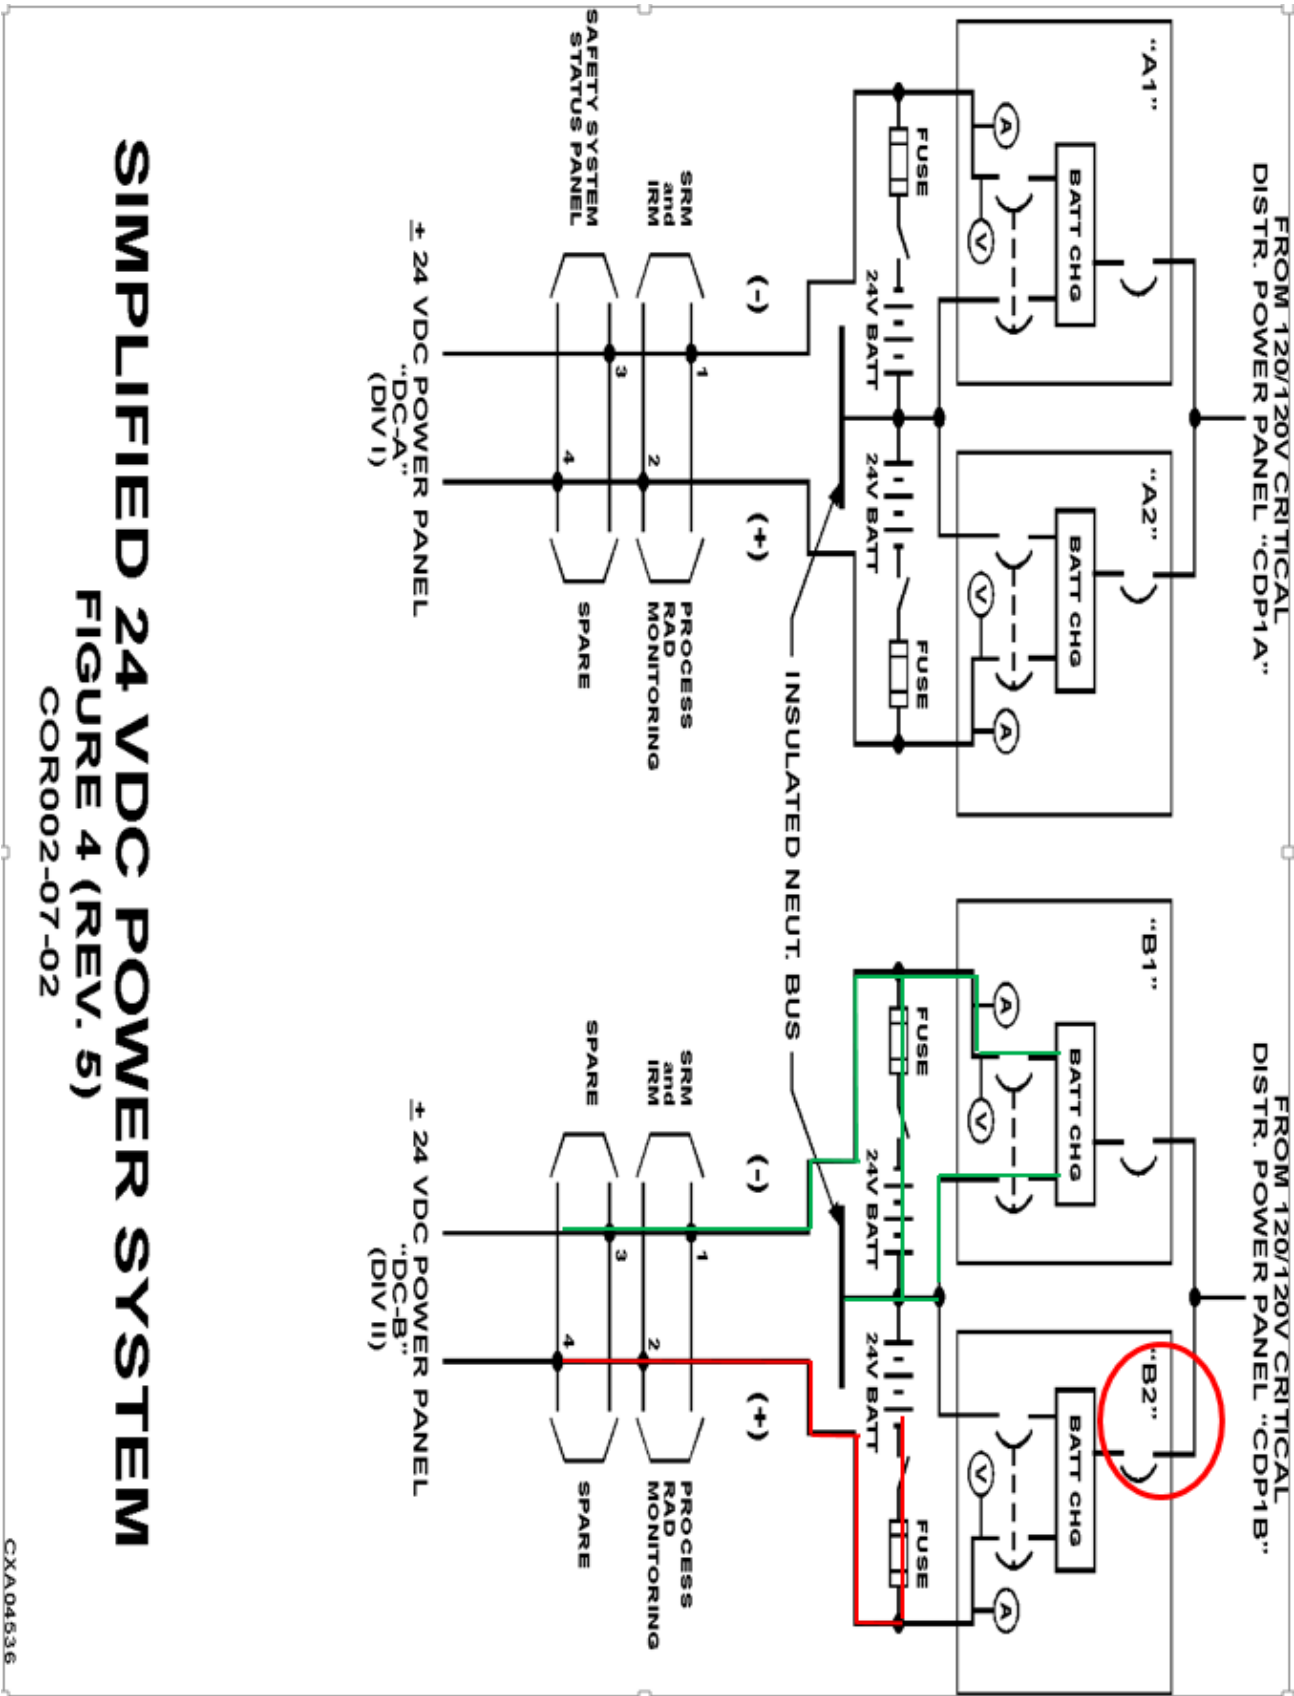 FROM 120/120V CRITICAL
DISTR. POWER PANEL "CDP1A"
"A1"
BATT CHG
A
V
"A2"
BATT CHG
V
A
FUSE
24V BATT
24V BATT
FUSE
(-)
(+)
SRM
and
IRM
1
2
PROCESS
RAD
MONITORING
SAFETY SYSTEM
STATUS PANEL
3
4
SPARE
+ 24 VDC POWER PANEL
"DC-A"
(DIV I)
INSULATED NEUT. BUS
FROM 120/120V CRITICAL
DISTR. POWER PANEL "CDP1B"
"B1"
BATT CHG
A
V
"B2"
BATT CHG
V
A
FUSE
24V BATT
24V BATT
FUSE
(-)
(+)
SRM
and
IRM
1
2
PROCESS
RAD
MONITORING
SPARE
3
4
SPARE
+ 24 VDC POWER PANEL
"DC-B"
(DIV II)
SIMPLIFIED 24 VDC POWER SYSTEM
FIGURE 4 (REV. 5)
COR002-07-02
CXA04536